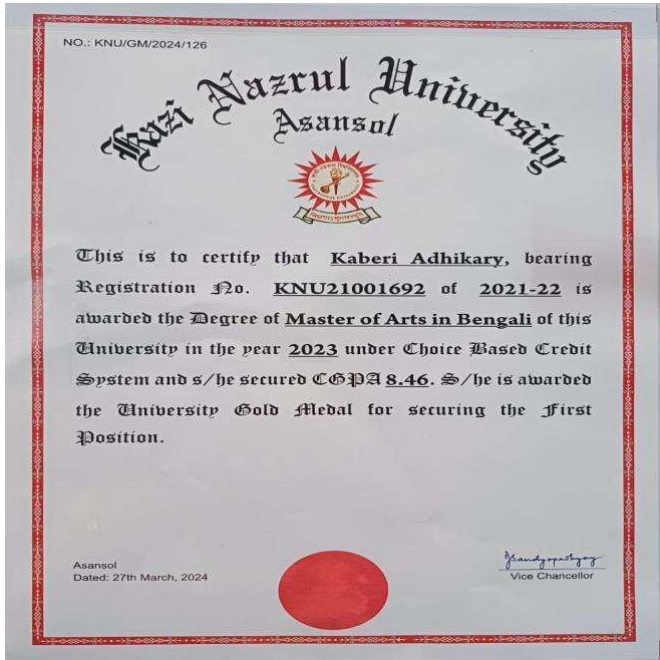 NO.: KNU/GM/2024/126
Kazi Nazrul University
Asansol
This is to certify that Kaberi Adhikary, bearing
Registration No. KNU21001692 of 2021-22 is
awarded the Degree of Master of Arts in Bengali of this
University in the year 2023 under Choice Based Credit
System and s/he secured CGPA 8.46. S/he is awarded
the University Gold Medal for securing the First
Position.
Asansol
Dated: 27th March, 2024
Vice Chancellor